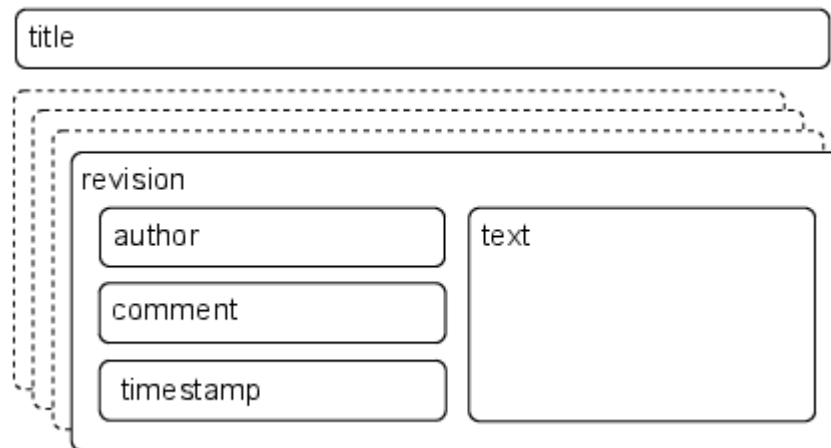 title
revision
author
text
comment
timestamp